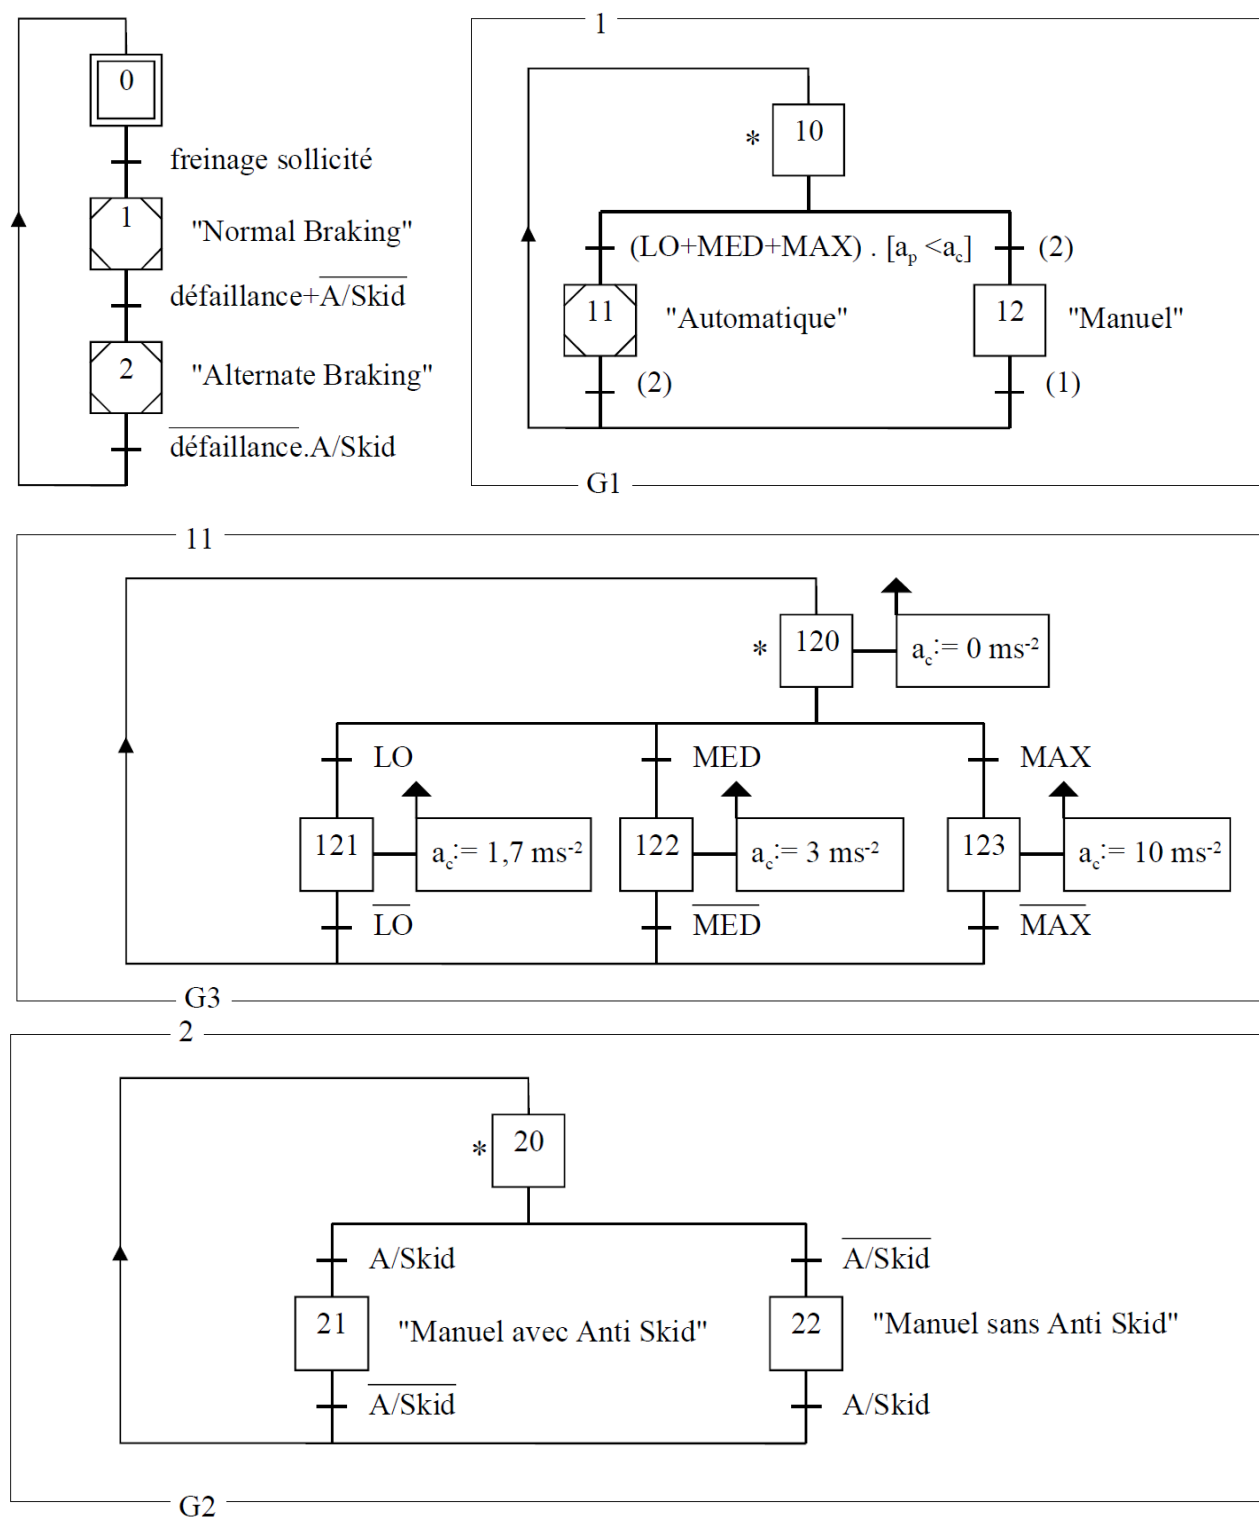 0
freinage sollicité
1
"Normal Braking"
défaillance+A/Skid
2
"Alternate Braking"
défaillance.A/Skid
1
* 10
(LO+MED+MAX) . [ap <ac]
(2)
11
"Automatique"
12
"Manuel"
(2)
(1)
G1
11
* 120
ac:= 0 ms-2
LO
MED
MAX
121
ac:= 1,7 ms-2
122
ac:= 3 ms-2
123
ac:= 10 ms-2
LO
MED
MAX
G3
2
* 20
A/Skid
A/Skid
21
"Manuel avec Anti Skid"
22
"Manuel sans Anti Skid"
A/Skid
A/Skid
G2